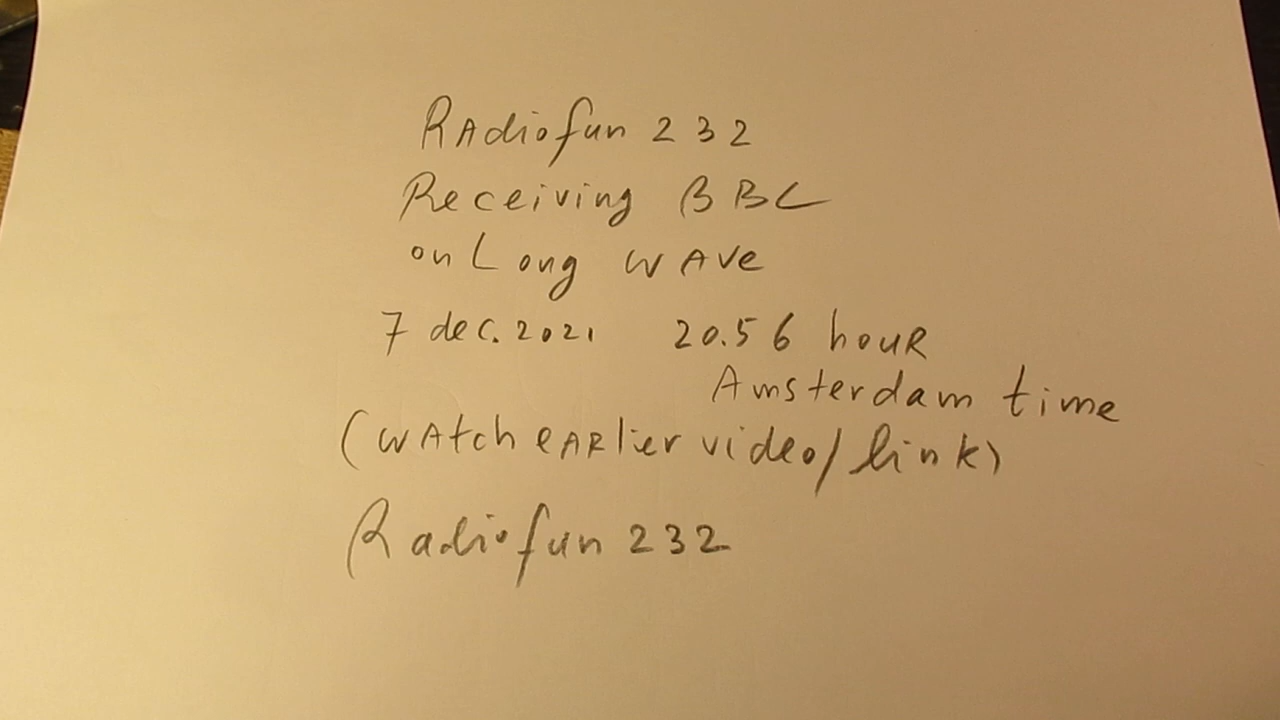 RAdiofun 232
Receiving BBC
on Long WAVe
7 dec. 2021 20.56 houR
Amsterdam time
(WAtch eARlier video/link)
Radiofun 232